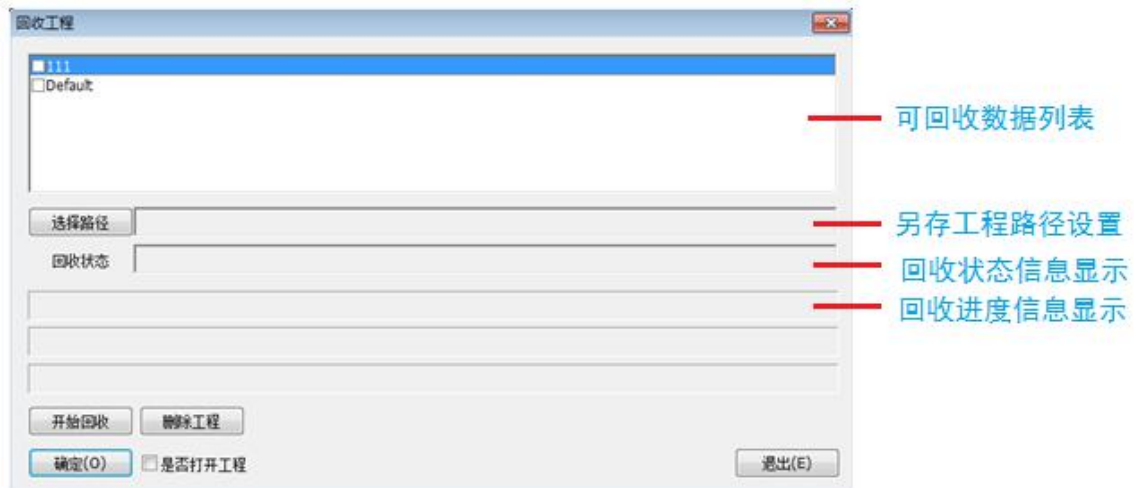 回收工程
111
Default
可回收数据列表
选择路径
另存工程路径设置
回收状态
回收状态信息显示
回收进度信息显示
开始回收
删除工程
确定(O)
是否打开工程
退出(E)